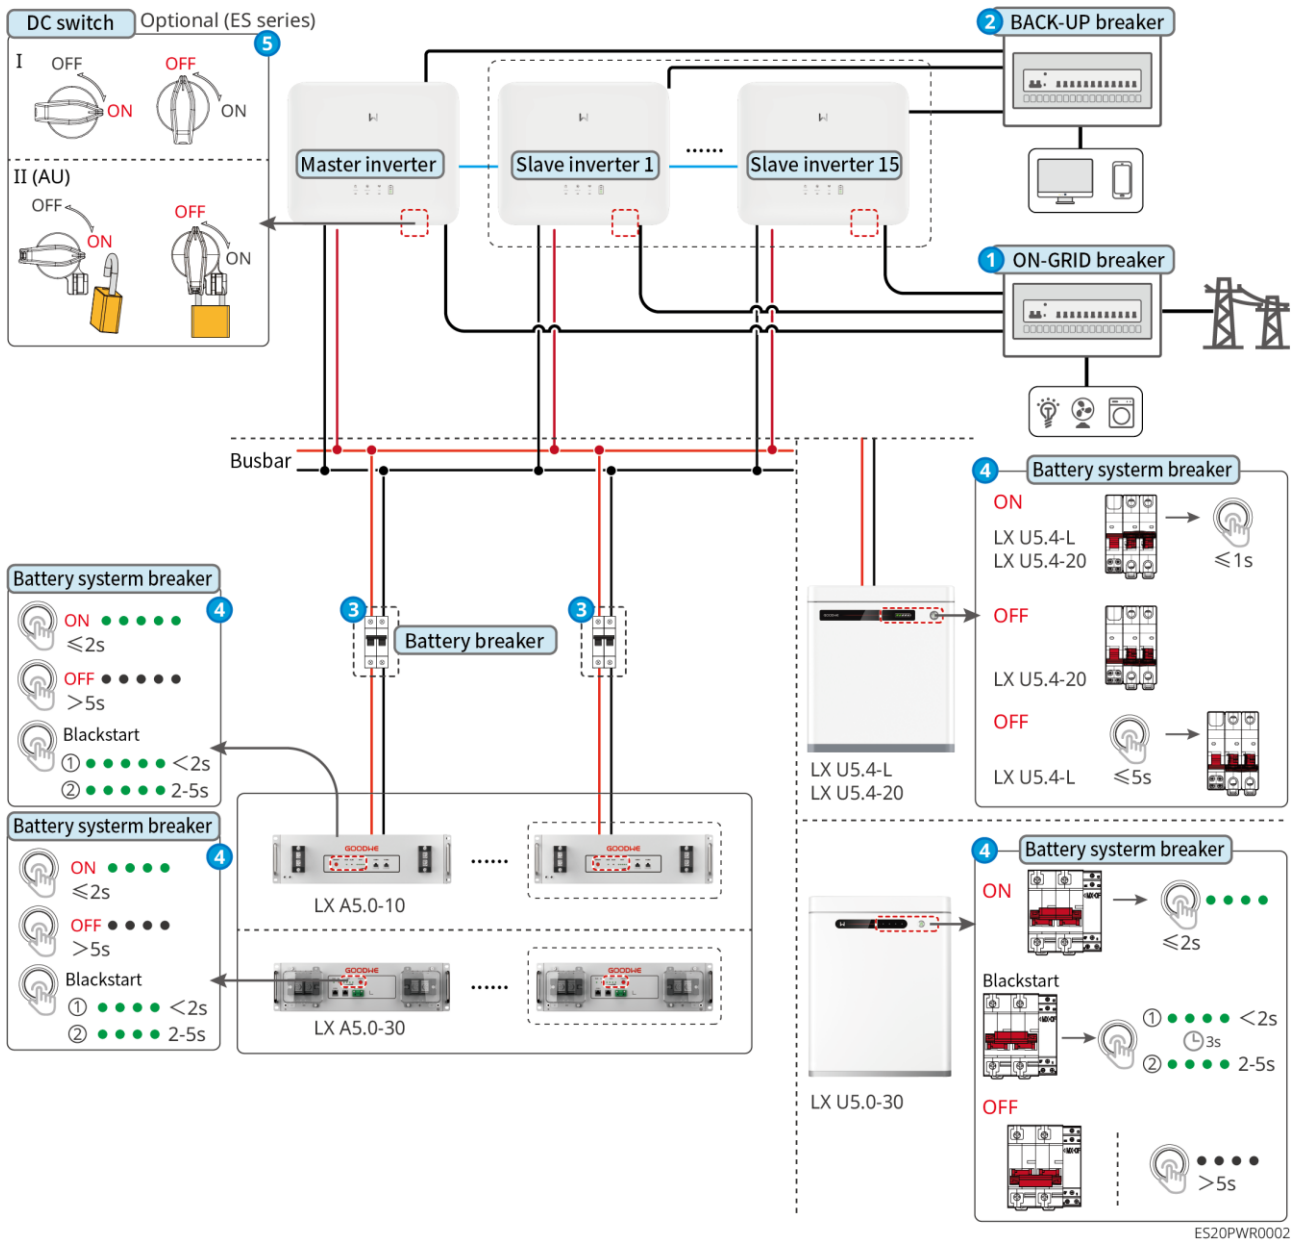 DC switch Optional (ES series)
5
I
OFF
ON
OFF
ON
II (AU)
OFF
ON
OFF
ON
Master inverter
Slave inverter 1
......
Slave inverter 15
2 BACK-UP breaker
1 ON-GRID breaker
Busbar
4 Battery systerm breaker
ON
LX U5.4-L
LX U5.4-20
≤1s
OFF
LX U5.4-20
OFF
LX U5.4-L
≤5s
Battery systerm breaker
4
ON
≤2s
OFF
>5s
Blackstart
① <2s
② 2-5s
3
Battery breaker
3
GOODWE
LX U5.4-L
LX U5.4-20
Battery systerm breaker
4
ON
≤2s
OFF
>5s
Blackstart
① <2s
② 2-5s
GOODWE
......
GOODWE
LX A5.0-10
GOODWE
......
GOODWE
LX A5.0-30
LX U5.0-30
4 Battery systerm breaker
ON
≤2s
Blackstart
① <2s
3s
② 2-5s
OFF
>5s
ES20PWR0002